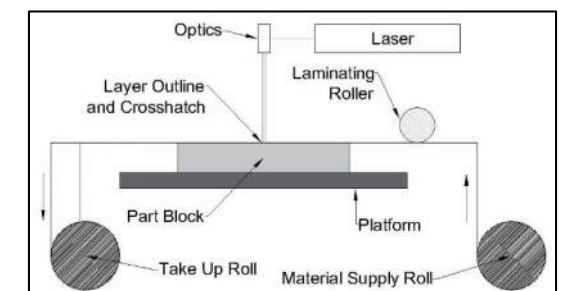 Optics
Laser
Laminating
Roller
Layer Outline
and Crosshatch
Part Block
Platform
Take Up Roll
Material Supply Roll